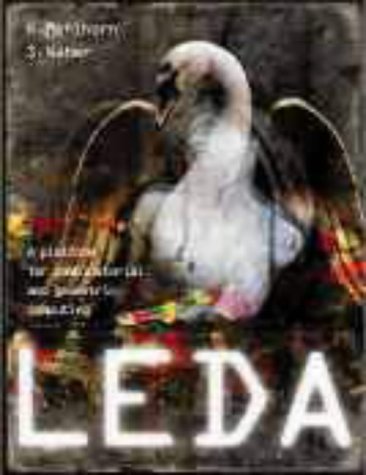 K.Mehlhorn
S.Näher
A platform
for combinatorial
and geometric
computing
LEDA